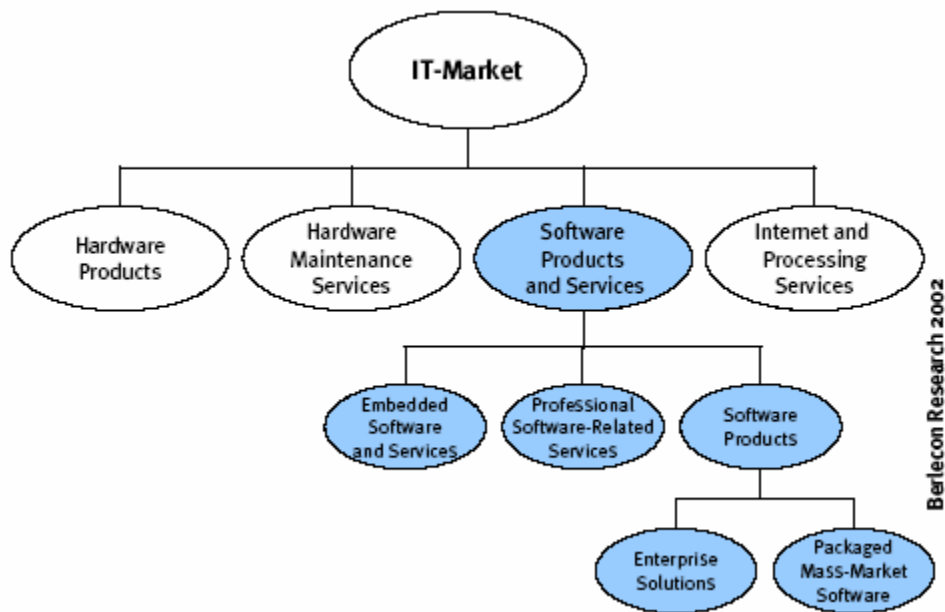 IT-Market
Hardware
Products
Hardware
Maintenance
Services
Software
Products
and Services
Internet and
Processing
Services
Embedded
Software
and Services
Professional
Software-Related
Services
Software
Products
Enterprise
Solutions
Packaged
Mass-Market
Software
Berlecon Research 2002